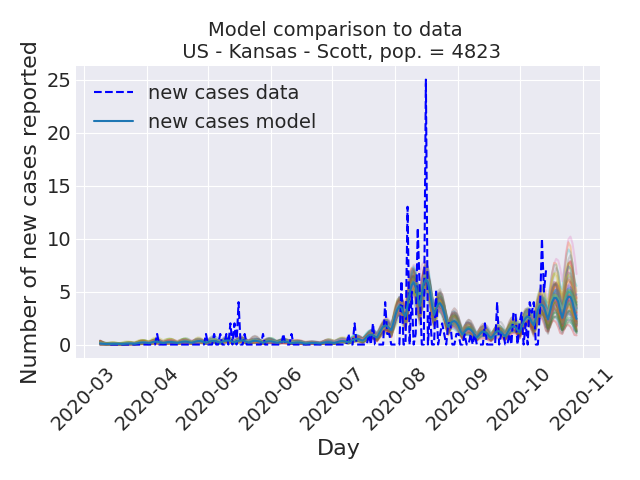 Model comparison to data
US - Kansas - Scott, pop. = 4823
Number of new cases reported
25
20
15
10
5
0
new cases data
new cases model
2020-03
2020-04
2020-05
2020-06
2020-07
2020-08
2020-09
2020-10
2020-11
Day